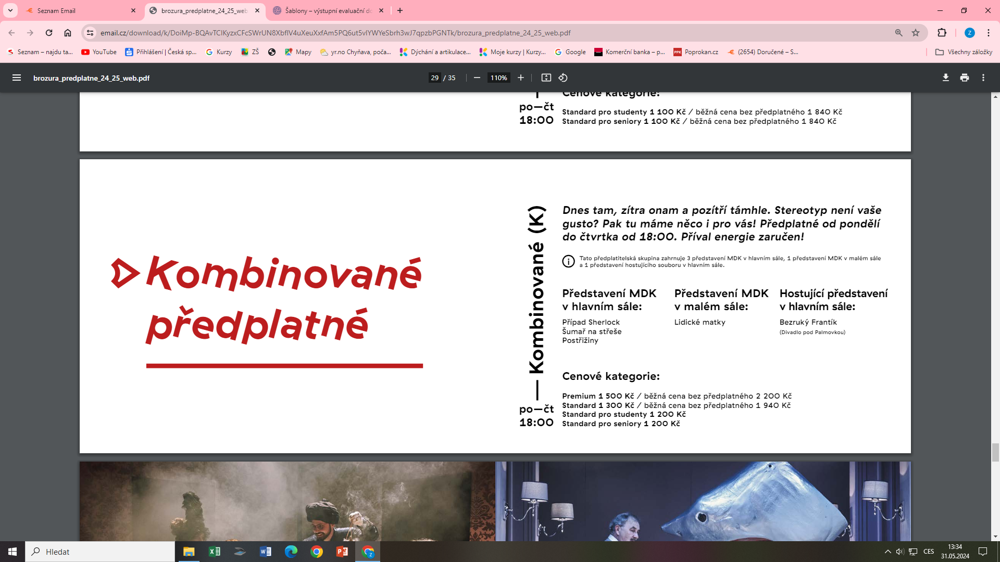 Seznam Email
brozura_predplatne_24_25_web
Šablony – výstupní evaluační do
email.cz/download/k/DoiMp-BQAvTClKyzxCFcSWrUN8XbflV4uXeuXxfAm5PQ6ut5vlYWYeSbrh3wJ7qpzbPGNTk/brozura_predplatne_24_25_web.pdf
Z
Seznam – najdu ta...
YouTube
Přihlášení | Česká sp...
Kurzy
ZŠ
Mapy
yr.no Chyňava, poča...
Dýchání a artikulace...
Moje kurzy | Kurzy...
Google
Komerční banka – p...
PPK Poprokan.cz
(2654) Doručené – S...
Všechny záložky
brozura_predplatne_24_25_web.pdf
29 / 35
110%
Cenové kategorie:
po—čt
18:00
Standard pro studenty 1 100 Kč / běžná cena bez předplatného 1 840 Kč
Standard pro seniory 1 100 Kč / běžná cena bez předplatného 1 840 Kč
Kombinované
předplatné
— Kombinované (K)
po—čt
18:00
Dnes tam, zítra onam a pozítří támhle. Stereotyp není vaše
gusto? Pak tu máme něco i pro vás! Předplatné od pondělí
do čtvrtka od 18:00. Příval energie zaručen!
Tato předplatitelská skupina zahrnuje 3 představení MDK v hlavním sále, 1 představení MDK v malém sále
a 1 představení hostujícího souboru v hlavním sále.
Představení MDK
v hlavním sále:
Případ Sherlock
Šumař na střeše
Postřižiny
Představení MDK
v malém sále:
Lidické matky
Hostující představení
v hlavním sále:
Bezruký Frantík
(Divadlo pod Palmovkou)
Cenové kategorie:
Premium 1 500 Kč / běžná cena bez předplatného 2 200 Kč
Standard 1 300 Kč / běžná cena bez předplatného 1 940 Kč
Standard pro studenty 1 200 Kč
Standard pro seniory 1 200 Kč
Hledat
CES
13:34
31.05.2024